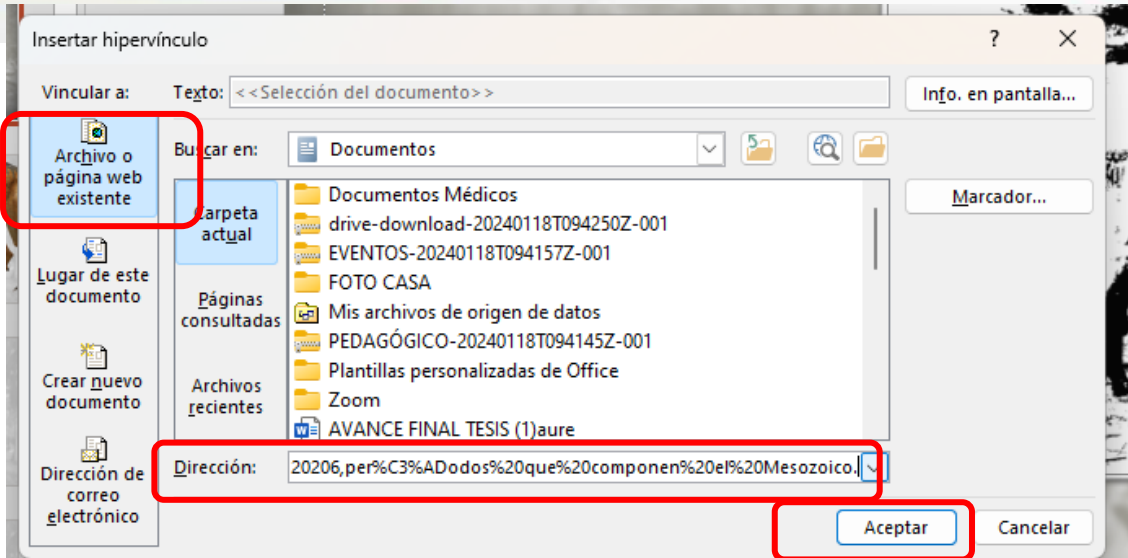 Insertar hipervínculo
? ×
Vincular a:
Texto: <<Selección del documento>>
Info. en pantalla...
Archivo o
página web
existente
Buscar en: Documentos
Marcador...
Carpeta
actual
Páginas
consultadas
Archivos
recientes
Documentos Médicos
drive-download-20240118T094250Z-001
EVENTOS-20240118T094157Z-001
FOTO CASA
Mis archivos de origen de datos
PEDAGÓGICO-20240118T094145Z-001
Plantillas personalizadas de Office
Zoom
AVANCE FINAL TESIS (1)aure
Lugar de este
documento
Crear nuevo
documento
Dirección de
correo
electrónico
Dirección: 20206,per%C3%ADodos%20que%20componen%20el%20Mesozoico.
Aceptar
Cancelar